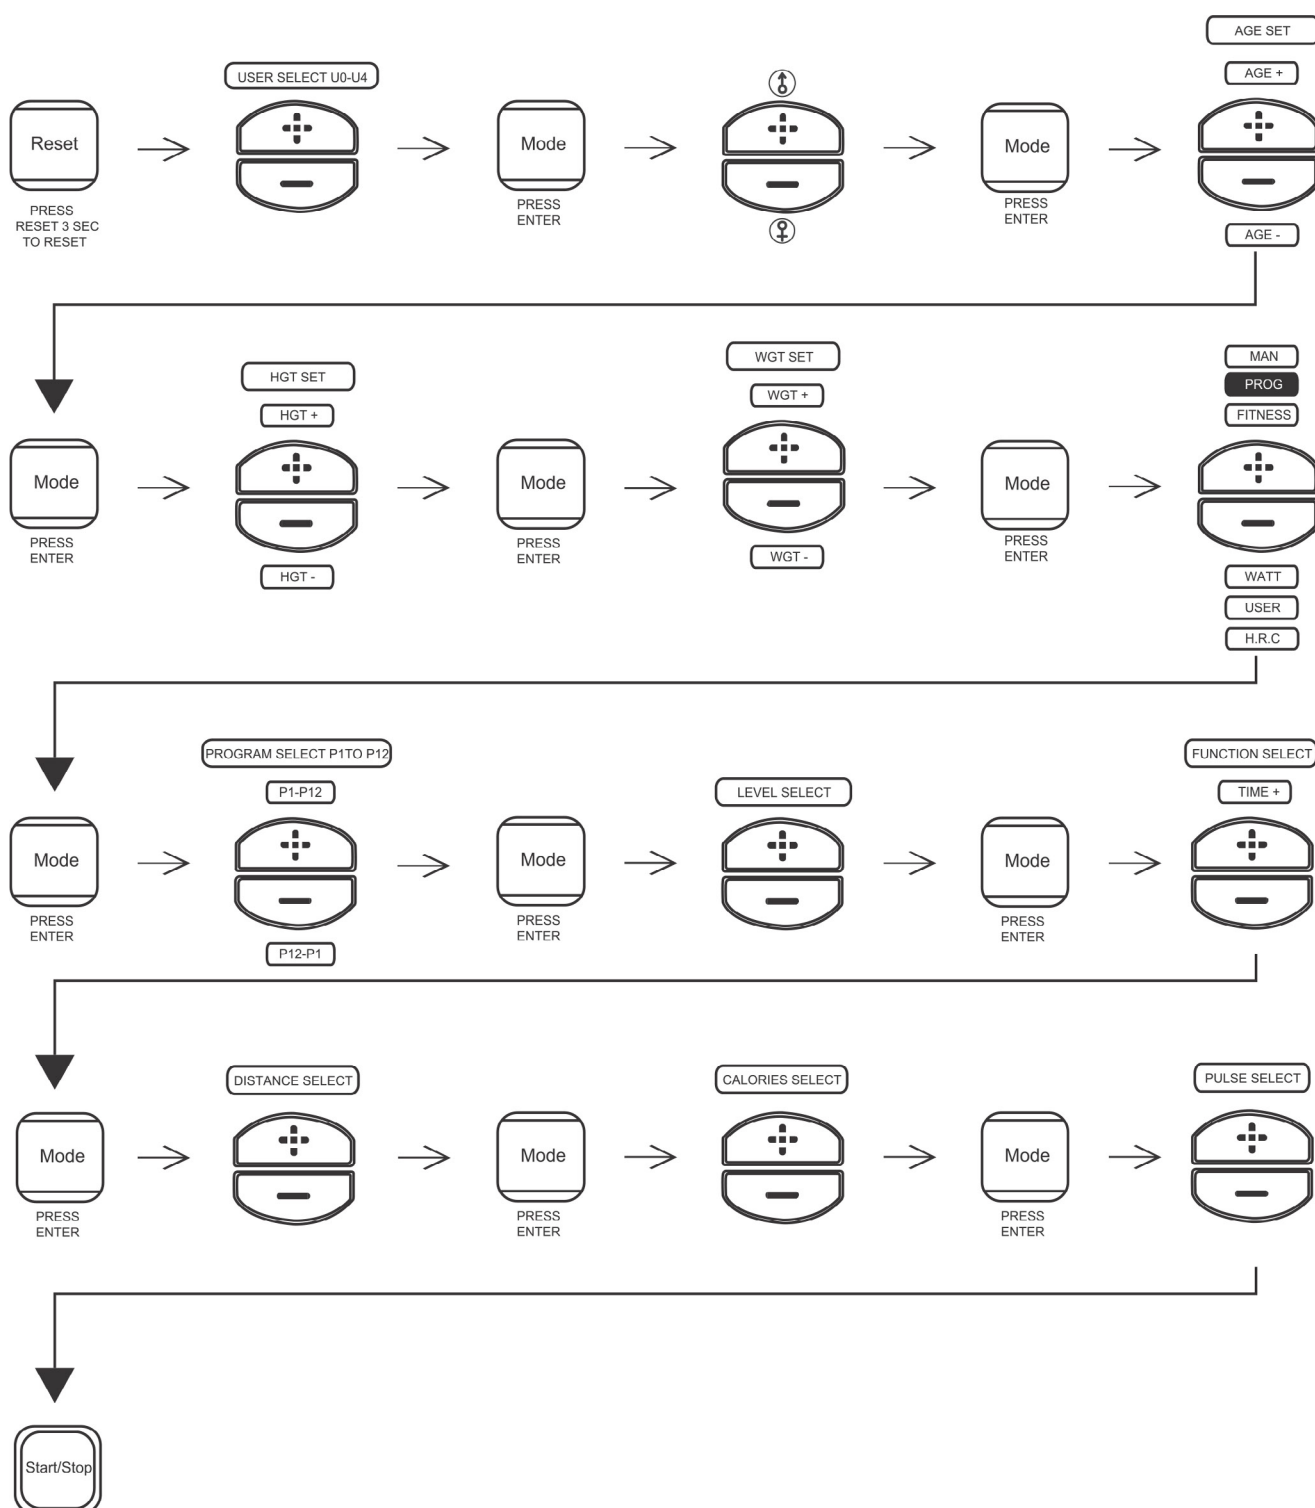 AGE SET
USER SELECT U0-U4
AGE +
Reset
Mode
Mode
PRESS
RESET 3 SEC
TO RESET
PRESS
ENTER
PRESS
ENTER
AGE -
HGT SET
HGT +
WGT SET
WGT +
MAN
PROG
FITNESS
Mode
Mode
Mode
PRESS
ENTER
HGT -
PRESS
ENTER
WGT -
PRESS
ENTER
WATT
USER
H.R.C
PROGRAM SELECT P1TO P12
P1-P12
LEVEL SELECT
FUNCTION SELECT
TIME +
Mode
Mode
Mode
PRESS
ENTER
P12-P1
PRESS
ENTER
PRESS
ENTER
DISTANCE SELECT
CALORIES SELECT
PULSE SELECT
Mode
Mode
Mode
PRESS
ENTER
PRESS
ENTER
PRESS
ENTER
Start/Stop